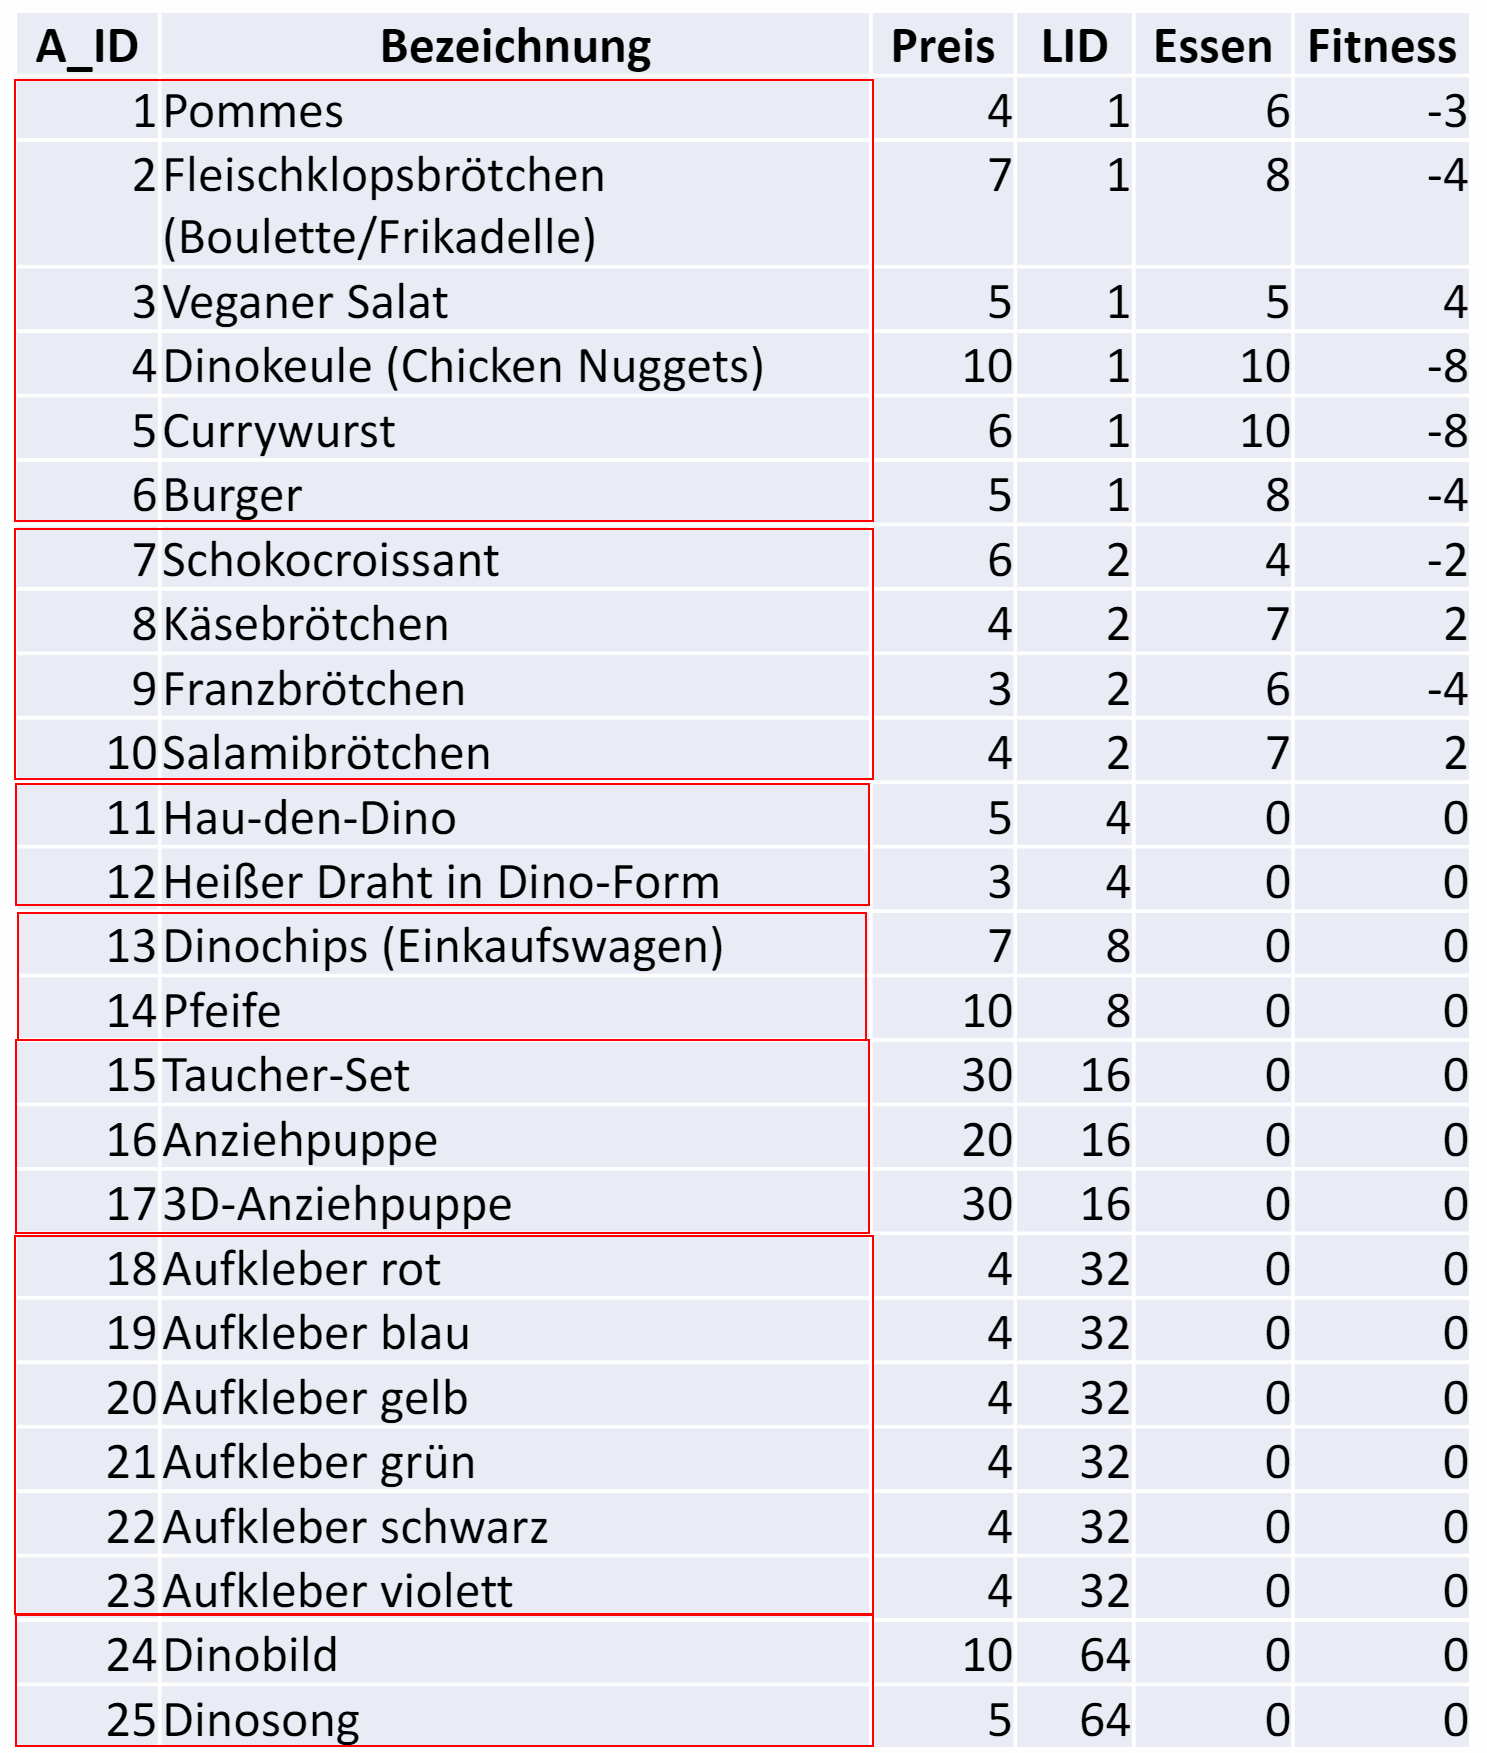 A_ID Bezeichnung Preis LID Essen Fitness
1 Pommes 4 1 6 -3
2 Fleischklopsbrötchen 7 1 8 -4
(Boulette/Frikadelle)
3 Veganer Salat 5 1 5 4
4 Dinokeule (Chicken Nuggets) 10 1 10 -8
5 Currywurst 6 1 10 -8
6 Burger 5 1 8 -4
7 Schokocroissant 6 2 4 -2
8 Käsebrötchen 4 2 7 2
9 Franzbrötchen 3 2 6 -4
10 Salamibrötchen 4 2 7 2
11 Hau-den-Dino 5 4 0 0
12 Heißer Draht in Dino-Form 3 4 0 0
13 Dinochips (Einkaufswagen) 7 8 0 0
14 Pfeife 10 8 0 0
15 Taucher-Set 30 16 0 0
16 Anziehpuppe 20 16 0 0
17 3D-Anziehpuppe 30 16 0 0
18 Aufkleber rot 4 32 0 0
19 Aufkleber blau 4 32 0 0
20 Aufkleber gelb 4 32 0 0
21 Aufkleber grün 4 32 0 0
22 Aufkleber schwarz 4 32 0 0
23 Aufkleber violett 4 32 0 0
24 Dinobild 10 64 0 0
25 Dinosong 5 64 0 0